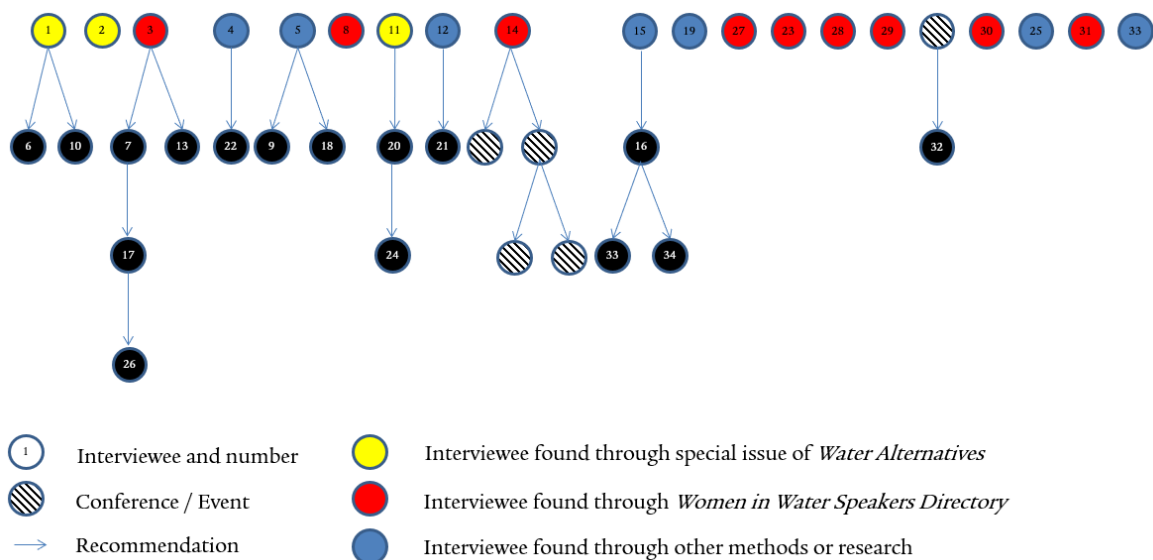 1 2 3 4 5 8 11 12 14 15 19 27 23 28 29 30 25 31 33
6 10 7 13 22 9 18 20 21 16 32
17 24 33 34
26
1 Interviewee and number
Interviewee found through special issue of Water Alternatives
Conference / Event
Interviewee found through Women in Water Speakers Directory
Recommendation
Interviewee found through other methods or research